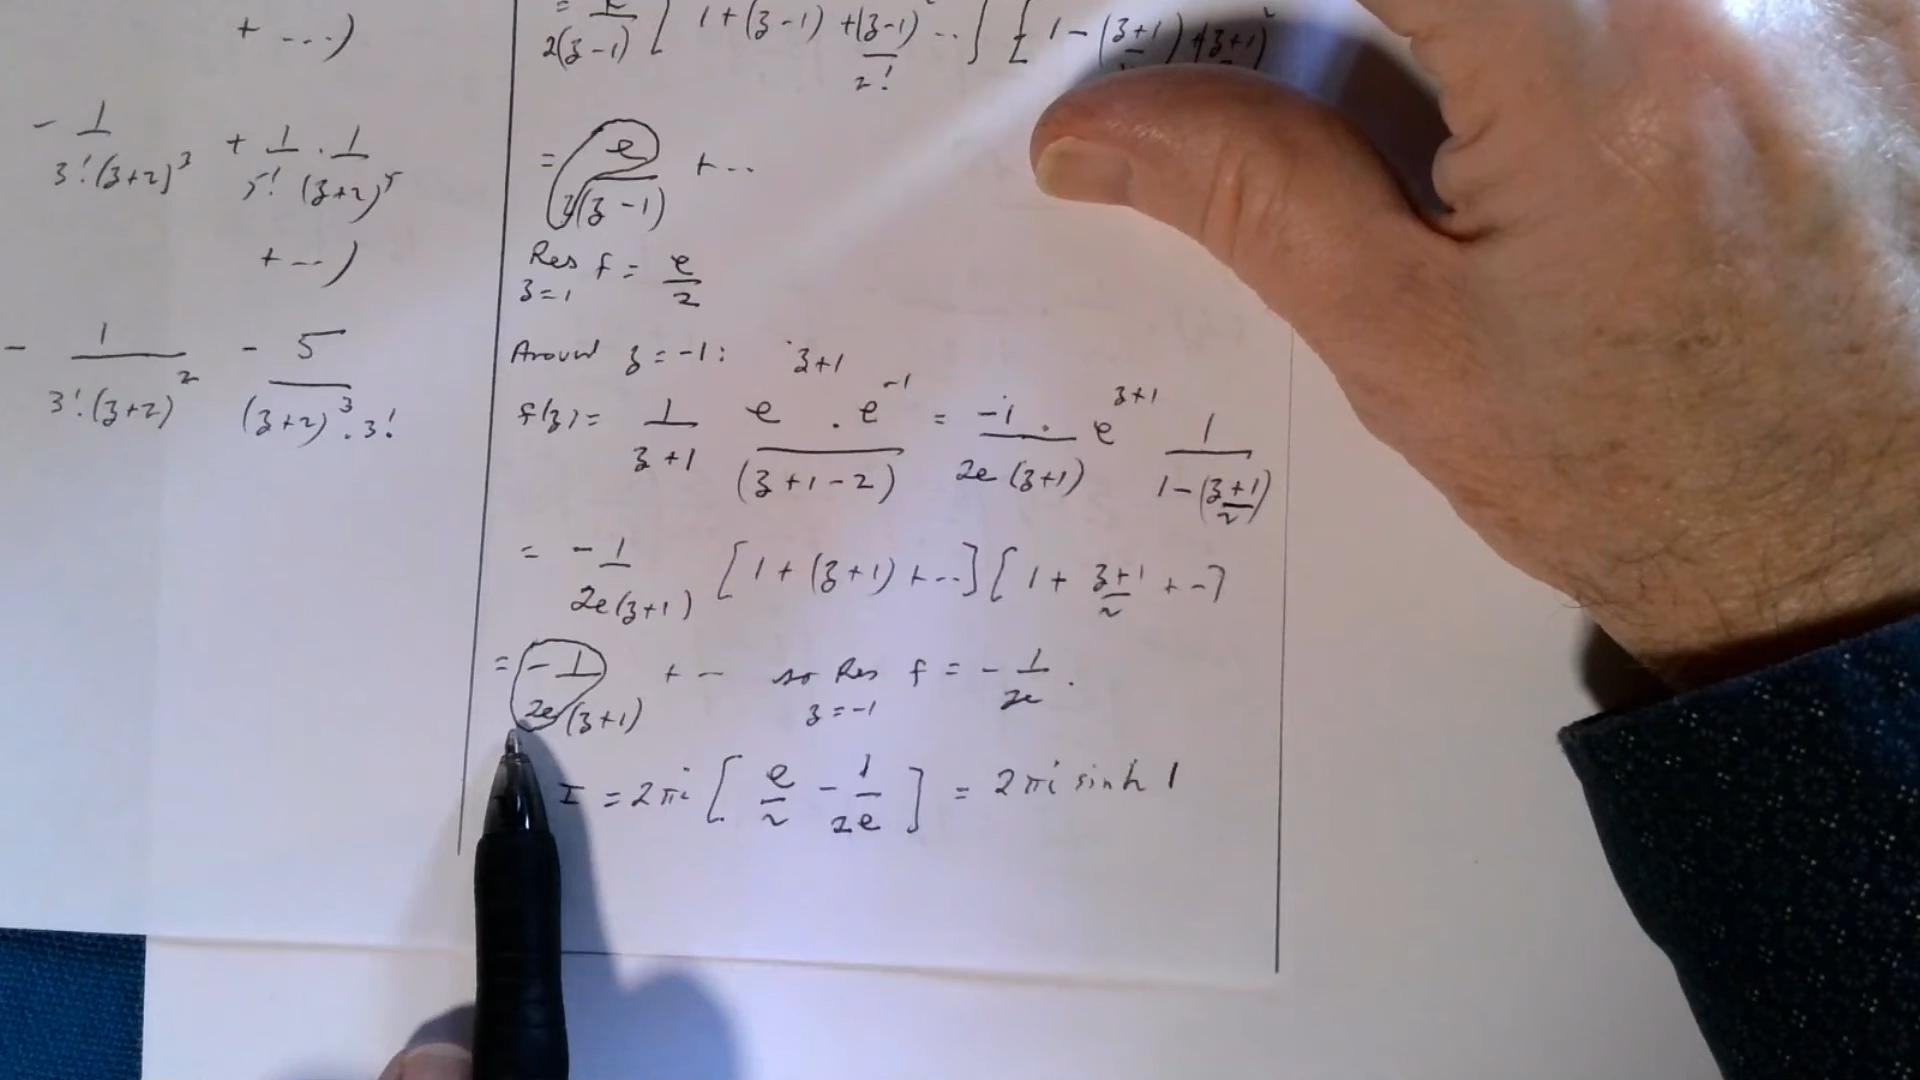 + ...)
- 1/(3!(z+2)^3) + 1/5! . 1/(z+2)^5
+ ...)
- 1/(3!.(z+2)^2) - 5/((z+2)^3 . 3!)
2(z-1) [ 1 + (z-1) + (z-1)^2/2! ... ] [ 1 - (z+1)/2 + (z+1)^2
= e/(2(z-1)) + ...
Res f = e/2
z=1
Around z = -1:
f(z) = 1/(z+1) e^(z+1) . e^-1/(z+1-2) = -1/(2e(z+1)) . e^(z+1) 1/(1-(z+1)/2)
= -1/(2e(z+1)) [1 + (z+1) + ...] [1 + (z+1)/2 + --]
= -1/(2e(z+1)) + -- so Res f = -1/2e .
z=-1
I = 2πi [ e/2 - 1/2e ] = 2πi sinh 1